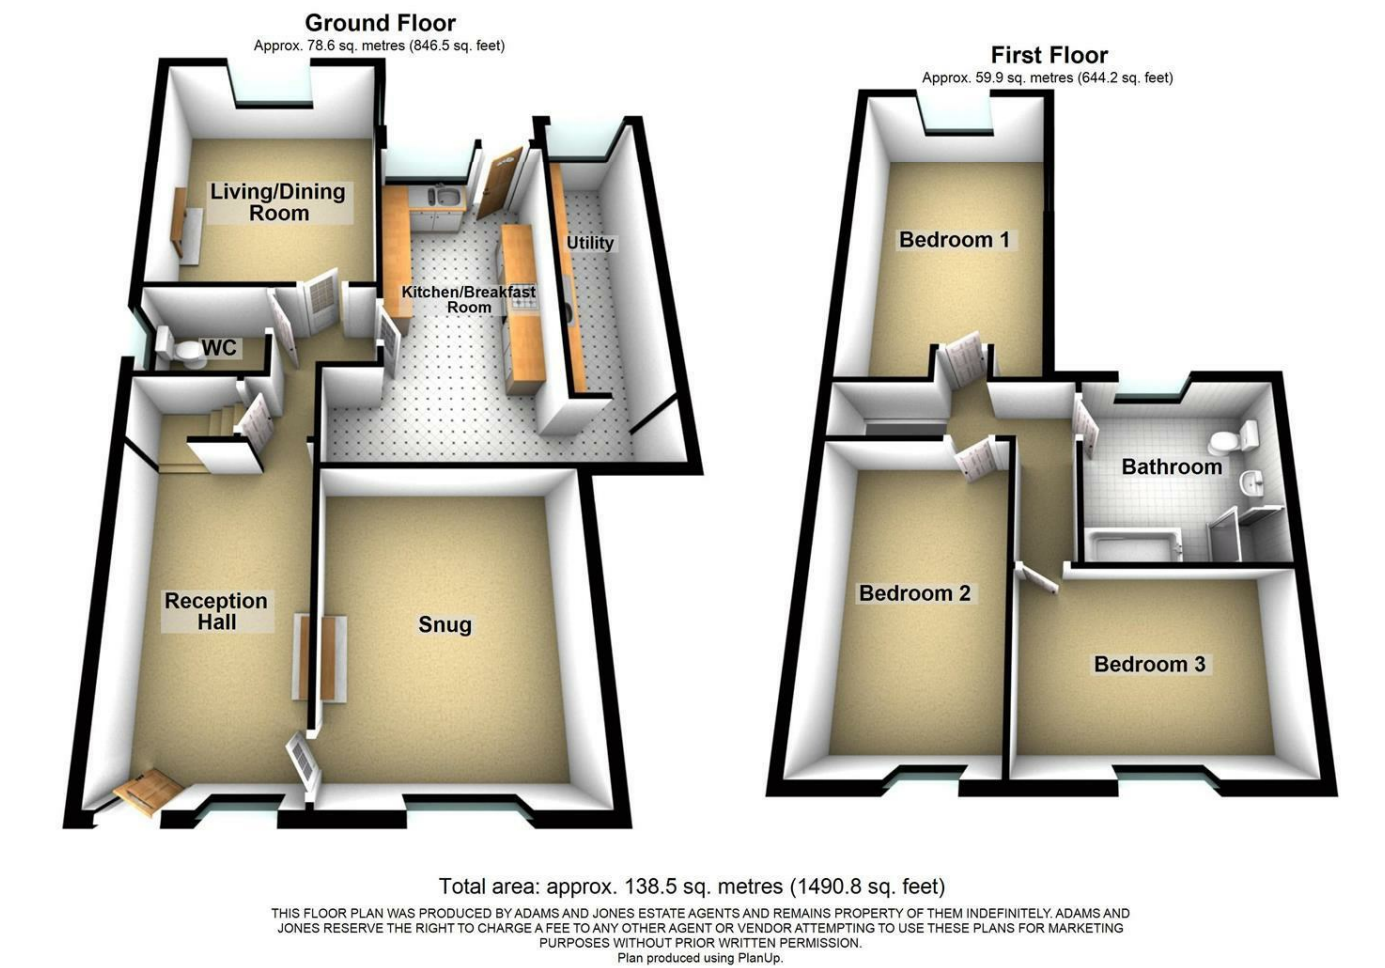 Ground Floor
Approx. 78.6 sq. metres (846.5 sq. feet)
Living/Dining
Room
Utility
Kitchen/Breakfast
Room
WC
Reception
Hall
Snug
First Floor
Approx. 59.9 sq. metres (644.2 sq. feet)
Bedroom 1
Bathroom
Bedroom 2
Bedroom 3
Total area: approx. 138.5 sq. metres (1490.8 sq. feet)
THIS FLOOR PLAN WAS PRODUCED BY ADAMS AND JONES ESTATE AGENTS AND REMAINS PROPERTY OF THEM INDEFINITELY. ADAMS AND
JONES RESERVE THE RIGHT TO CHARGE A FEE TO ANY OTHER AGENT OR VENDOR ATTEMPTING TO USE THESE PLANS FOR MARKETING
PURPOSES WITHOUT PRIOR WRITTEN PERMISSION.
Plan produced using PlanUp.